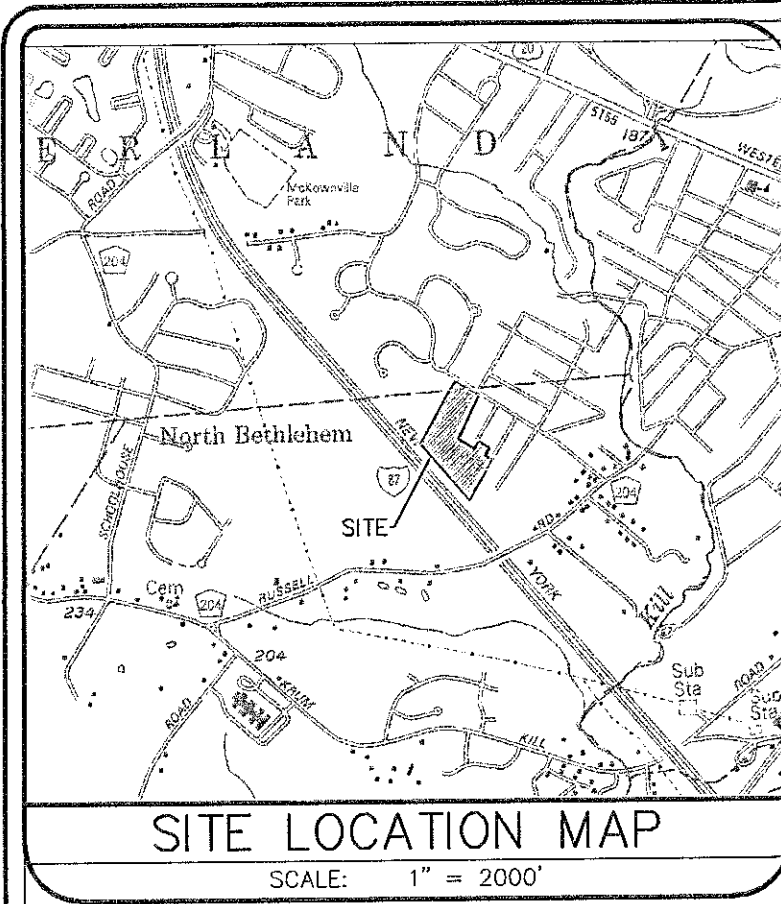 20
5155
187
WESTE
E R L A N D
ROAD
McKownville
Park
204
North Bethlehem
NEW
87
SITE
SCHOOLHOUSE
204
RD
YORK
Cem
204
RUSSELL
234
Kill
204
ROAD
KRUM
KILL
Sub
Sta
ROAD
Sub
Sta
SITE LOCATION MAP
SCALE: 1" = 2000'